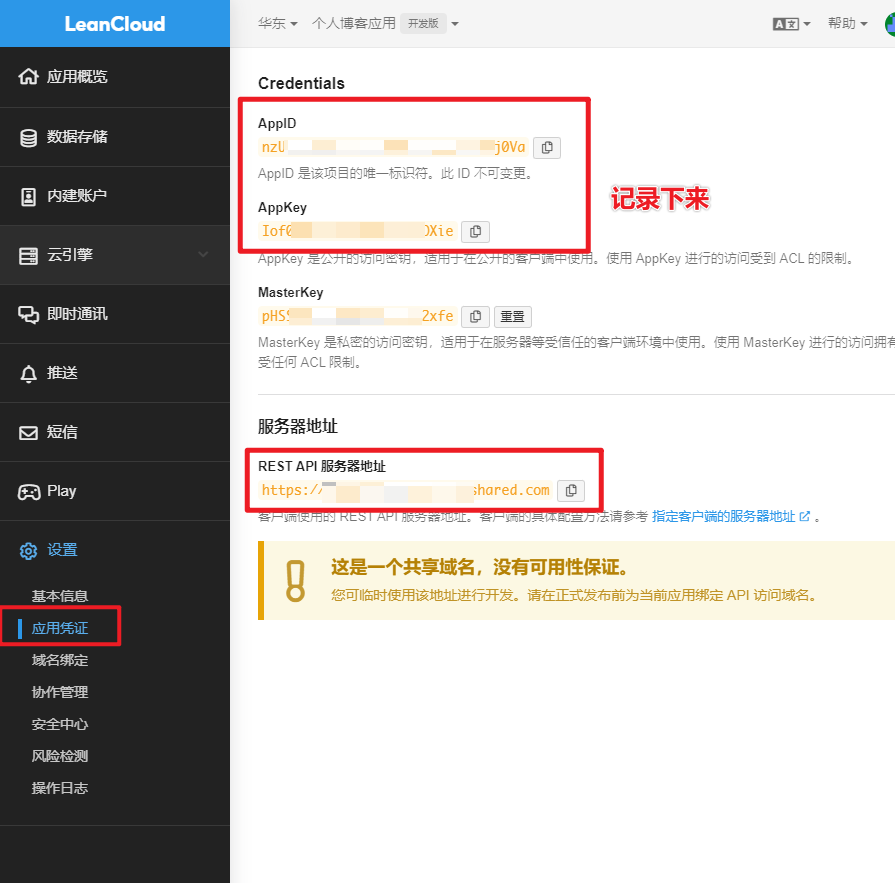 LeanCloud
华东
个人博客应用 开发版
帮助
应用概览
数据存储
内建账户
云引擎
即时通讯
推送
短信
Play
设置
基本信息
应用凭证
域名绑定
协作管理
安全中心
风险检测
操作日志
Credentials
AppID
nzU
j0Va
AppID 是该项目的唯一标识符。此 ID 不可变更。
AppKey
Iof
Xie
记录下来
AppKey 是公开的访问密钥，适用于在公开的客户端中使用。使用 AppKey 进行的访问受到 ACL 的限制。
MasterKey
pHS
2xfe
重置
MasterKey 是私密的访问密钥，适用于在服务器等受信任的客户端环境中使用。使用 MasterKey 进行的访问拥有
受任何 ACL 限制。
服务器地址
REST API 服务器地址
https://
shared.com
客户端使用的 REST API 服务器地址。客户端的具体配置方法请参考 指定客户端的服务器地址 。
这是一个共享域名，没有可用性保证。
您可临时使用该地址进行开发。请在正式发布前为当前应用绑定 API 访问域名。